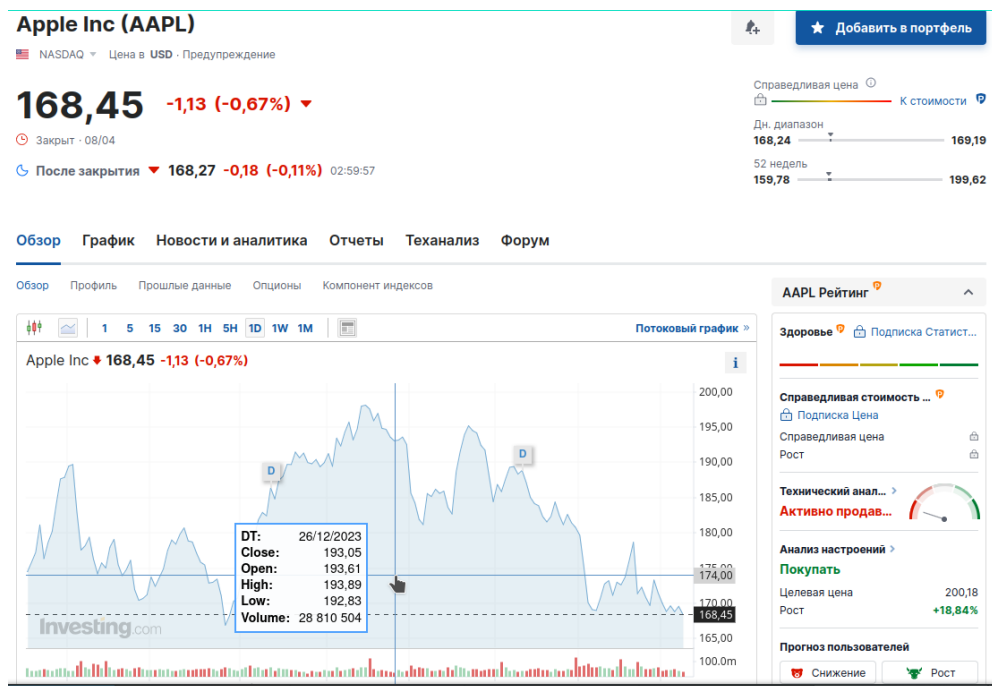 Apple Inc (AAPL)
Добавить в портфель
NASDAQ Цена в USD · Предупреждение
168,45 -1,13 (-0,67%)
Справедливая цена
К стоимости
Закрыт · 08/04
Дн. диапазон
168,24 169,19
После закрытия 168,27 -0,18 (-0,11%) 02:59:57
52 недель
159,78 199,62
Обзор График Новости и аналитика Отчеты Теханализ Форум
Обзор Профиль Прошлые данные Опционы Компонент индексов
1 5 15 30 1H 5H 1D 1W 1M
Потоковый график »
Apple Inc 168,45 -1,13 (-0,67%)
i
200,00
195,00
190,00
185,00
180,00
175,00
174,00
170,00
168,45
165,00
100.0m
D
D
DT: 26/12/2023
Close: 193,05
Open: 193,61
High: 193,89
Low: 192,83
Volume: 28 810 504
Investing.com
AAPL Рейтинг
Здоровье Подписка Статист...
Справедливая стоимость ...
Подписка Цена
Справедливая цена
Рост
Технический анал...
Активно продав...
Анализ настроений
Покупать
Целевая цена 200,18
Рост +18,84%
Прогноз пользователей
Снижение Рост